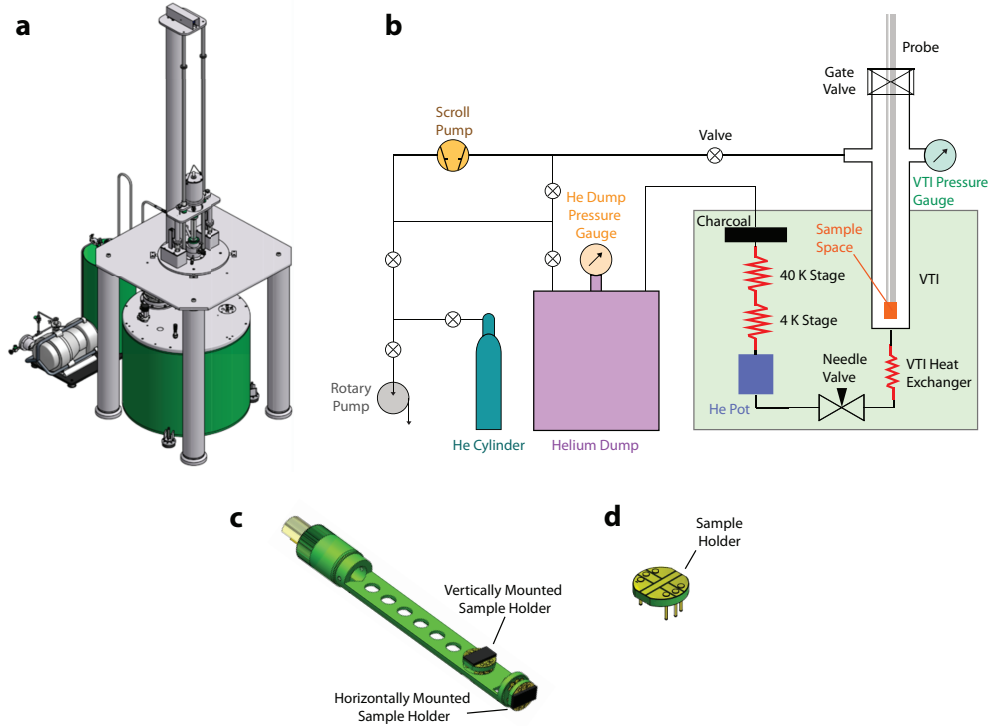 a
b
Probe
Gate
Valve
Scroll
Pump
Valve
He Dump
Pressure
Gauge
VTI Pressure
Gauge
Charcoal
Sample
Space
40 K Stage
VTI
4 K Stage
Needle
Valve
VTI Heat
Exchanger
Rotary
Pump
He Pot
He Cylinder
Helium Dump
c
d
Sample
Holder
Vertically Mounted
Sample Holder
Horizontally Mounted
Sample Holder